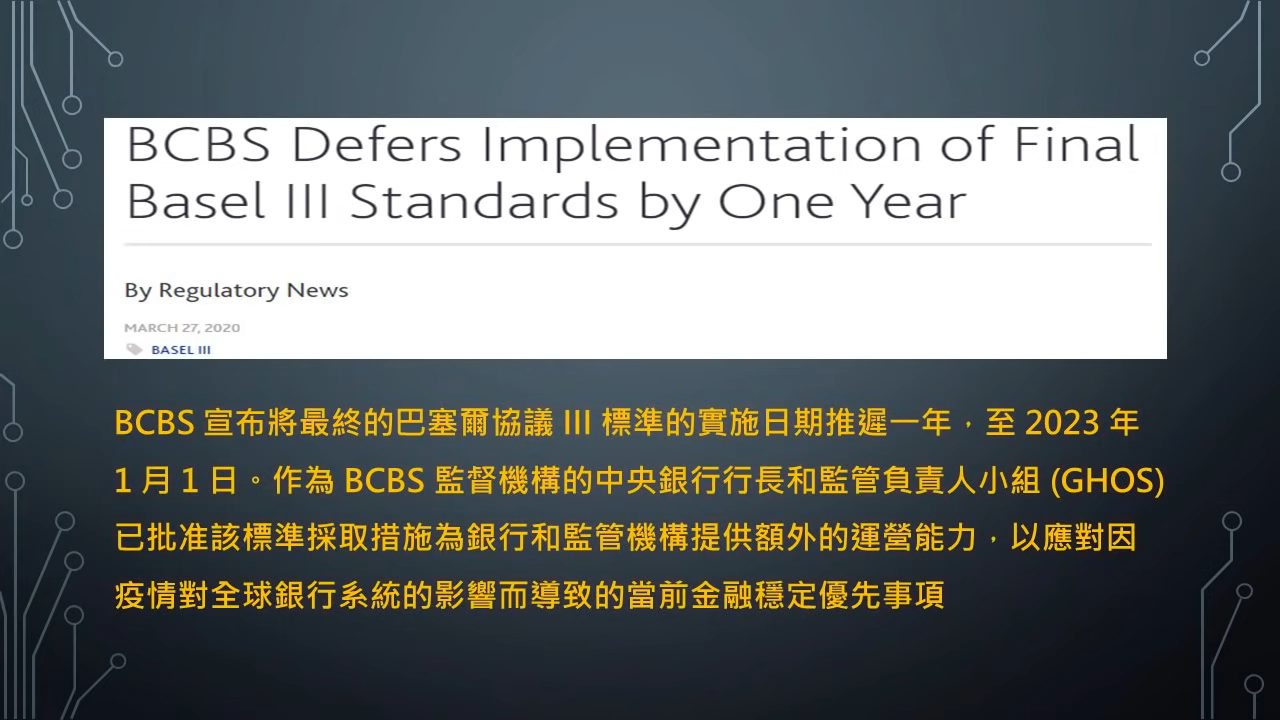 BCBS Defers Implementation of Final
Basel III Standards by One Year
By Regulatory News
MARCH 27, 2020
BASEL III
BCBS 宣布將最終的巴塞爾協議 III 標準的實施日期推遲一年，至 2023 年
1 月 1 日。作為 BCBS 監督機構的中央銀行行長和監管負責人小組 (GHOS)
已批准該標準採取措施為銀行和監管機構提供額外的運營能力，以應對因
疫情對全球銀行系統的影響而導致的當前金融穩定優先事項